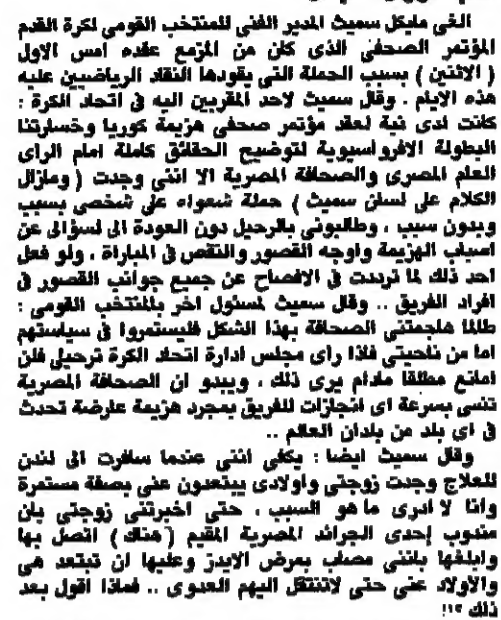 الغى مايكل سميث المدير الفنى للمنتخب القومى لكرة القدم
المؤتمر الصحفى الذى كان من المزمع عقده امس الاول
( الاثنين ) بسبب الحملة التى يقودها النقاد الرياضيين عليه
هذه الايام . وقال سميث لاحد المقربين اليه فى اتحاد الكرة :
كانت لدى نية لعقد مؤتمر صحفى هزيمة كوريا وخسارتنا
البطولة الافروآسيوية لتوضيح الحقائق كاملة امام الراى
العام المصرى والصحافة المصرية الا اننى وجدت ( ومازال
الكلام على لسان سميث ) حملة شعواء على شخصى بسبب
وبدون سبب ، وطالبونى بالرحيل دون العودة الى لسؤالى عن
اسباب الهزيمة واوجه القصور والنقص فى المباراة ، ولو فعل
احد ذلك لما ترددت فى الافصاح عن جميع جوانب القصور فى
افراد الفريق .. وقال سميث لمسئول اخر بالمنتخب القومى :
طالما هاجمتنى الصحافة بهذا الشكل فليستمروا فى سياستهم
اما من ناحيتى فاذا راى مجلس ادارة اتحاد الكرة ترحيلى فلن
امانع مطلقا مادام يرى ذلك ، ويبدو ان الصحافة المصرية
تنسى بسرعة اى انجازات للفريق بمجرد هزيمة عارضة تحدث
فى اى بلد من بلدان العالم ..
وقال سميث ايضا : يكفى اننى عندما سافرت الى لندن
للعلاج وجدت زوجتى واولادى يبتعدون عنى بصفة مستمرة
وانا لا ادرى ما هو السبب ، حتى اخبرتنى زوجتى بان
مندوب إحدى الجرائد المصرية المقيم ( هناك ) اتصل بها
وابلغها باننى مصاب بمرض الايدز وعليها ان تبتعد هى
والاولاد عنى حتى لاتنتقل اليهم العدوى .. فماذا اقول بعد
ذلك ؟!!